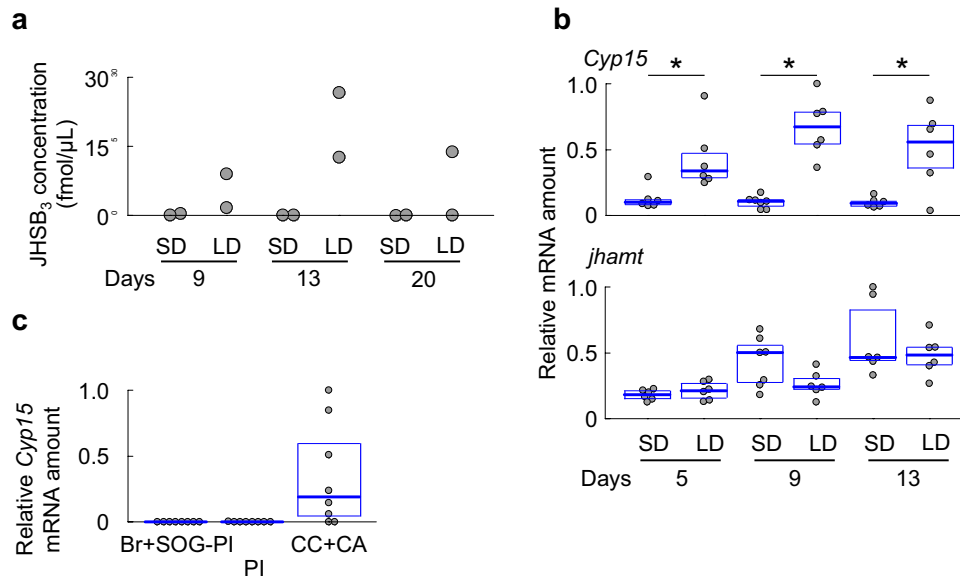 a
JHSB3 concentration
(fmol/μL)
30
15
0
SD LD SD LD SD LD
Days 9 13 20
b
Relative mRNA amount
Cyp15
* * *
1.0
0.5
0
jhamt
1.0
0.5
0
SD LD SD LD SD LD
Days 5 9 13
c
Relative Cyp15
mRNA amount
1.0
0.5
0
Br+SOG-PI CC+CA
PI